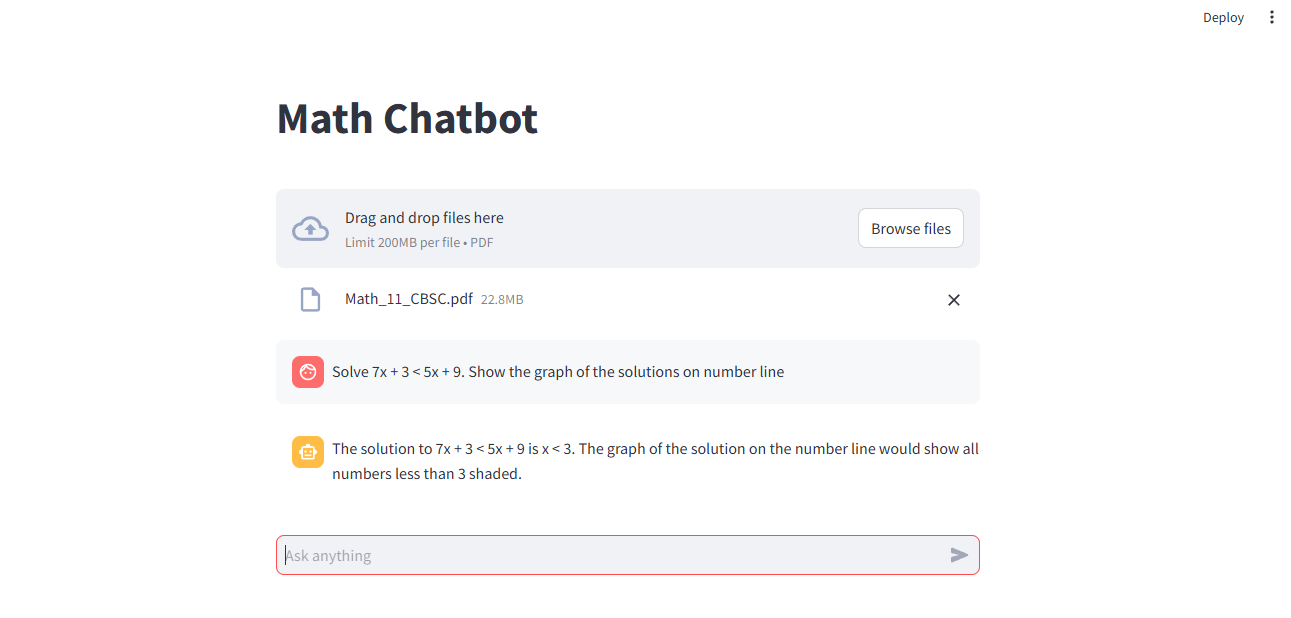 Deploy
Math Chatbot
Drag and drop files here
Limit 200MB per file • PDF
Browse files
Math_11_CBSC.pdf 22.8MB
Solve 7x + 3 < 5x + 9. Show the graph of the solutions on number line
The solution to 7x + 3 < 5x + 9 is x < 3. The graph of the solution on the number line would show all
numbers less than 3 shaded.
Ask anything